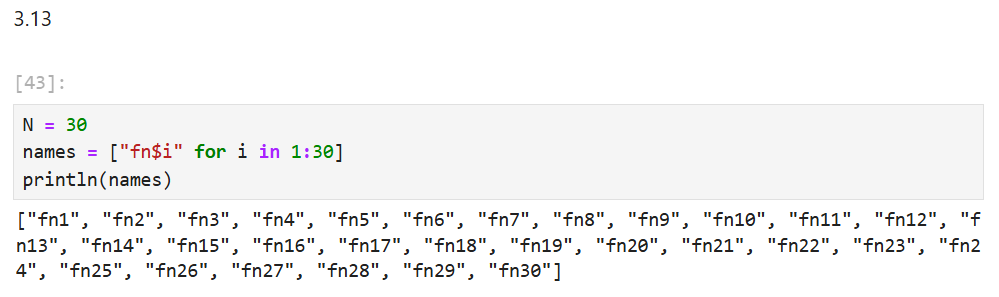 3.13
[43]:
N = 30
names = ["fn$i" for i in 1:30]
println(names)
["fn1", "fn2", "fn3", "fn4", "fn5", "fn6", "fn7", "fn8", "fn9", "fn10", "fn11", "fn12", "f
n13", "fn14", "fn15", "fn16", "fn17", "fn18", "fn19", "fn20", "fn21", "fn22", "fn23", "fn2
4", "fn25", "fn26", "fn27", "fn28", "fn29", "fn30"]